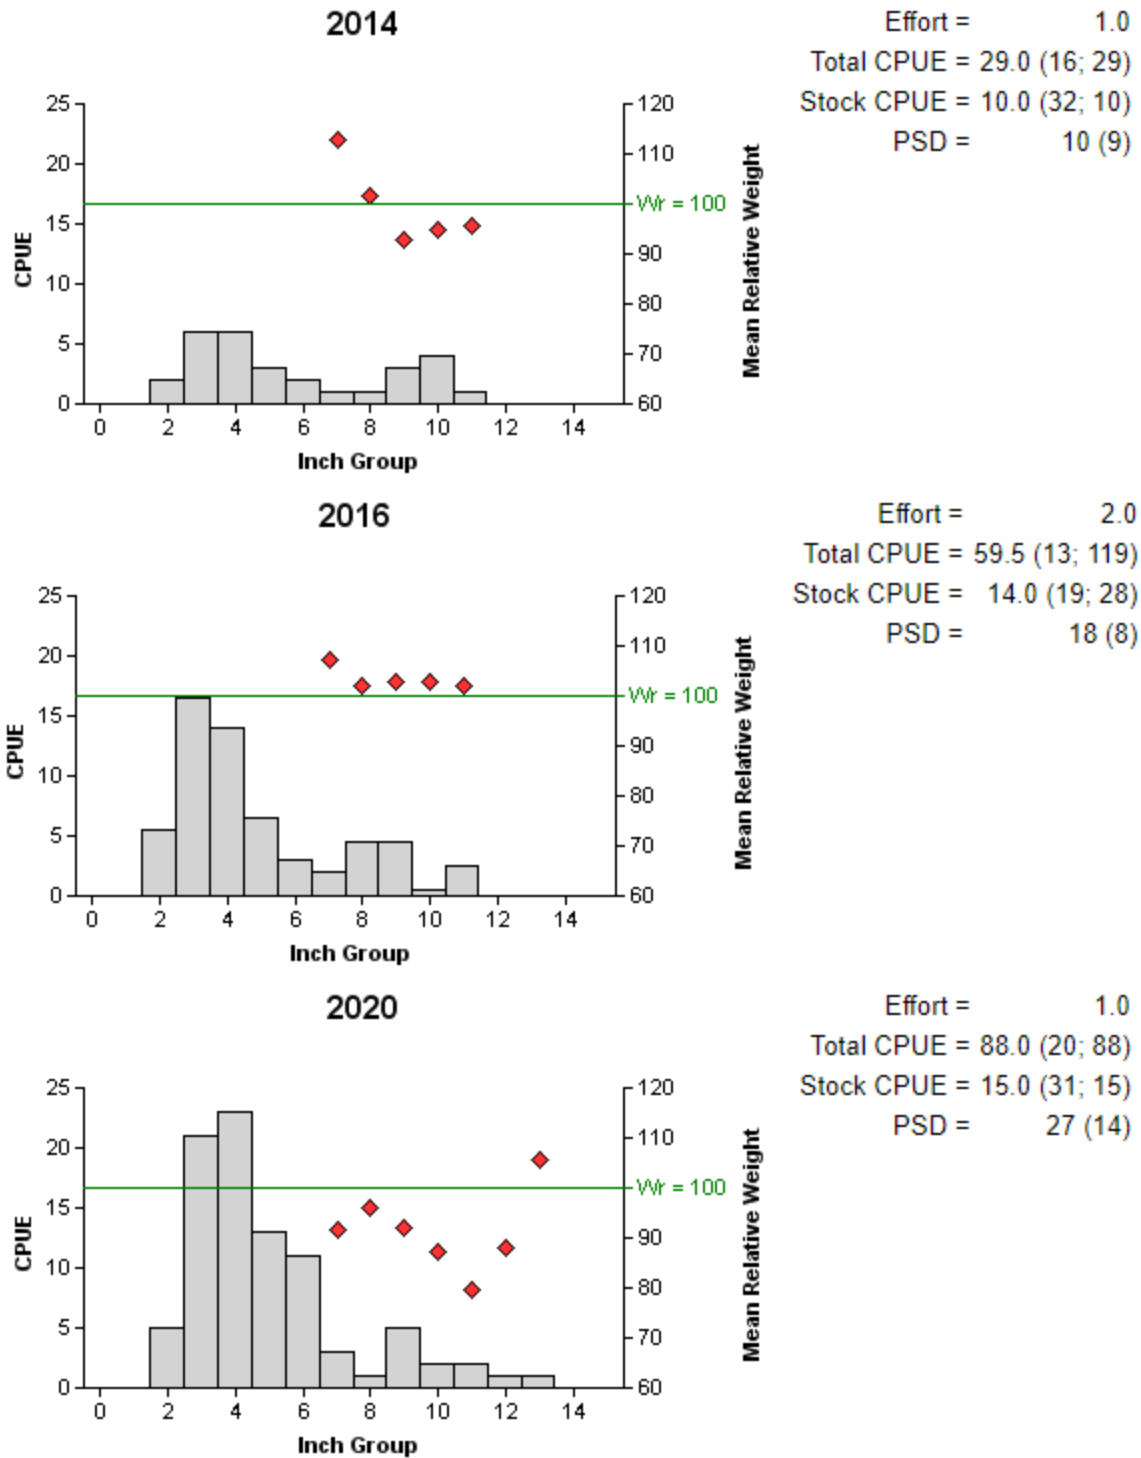 2014
Effort = 1.0
Total CPUE = 29.0 (16; 29)
Stock CPUE = 10.0 (32; 10)
PSD = 10 (9)
25
20
15
10
5
0
CPUE
0 2 4 6 8 10 12 14
Inch Group
120
110
Wr = 100
90
80
70
60
Mean Relative Weight
2016
Effort = 2.0
Total CPUE = 59.5 (13; 119)
Stock CPUE = 14.0 (19; 28)
PSD = 18 (8)
25
20
15
10
5
0
CPUE
0 2 4 6 8 10 12 14
Inch Group
120
110
Wr = 100
90
80
70
60
Mean Relative Weight
2020
Effort = 1.0
Total CPUE = 88.0 (20; 88)
Stock CPUE = 15.0 (31; 15)
PSD = 27 (14)
25
20
15
10
5
0
CPUE
0 2 4 6 8 10 12 14
Inch Group
120
110
Wr = 100
90
80
70
60
Mean Relative Weight